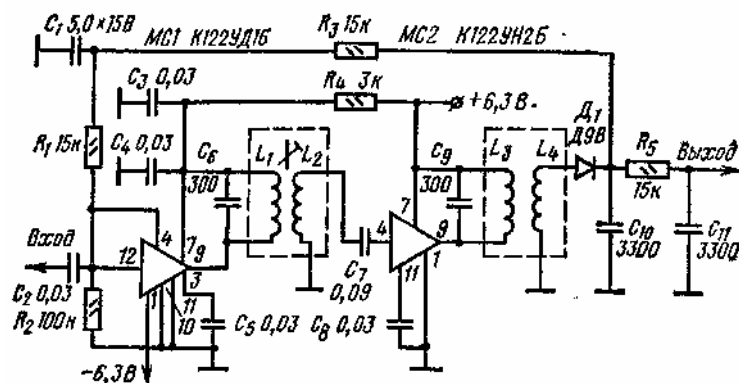 C1 5,0×15В
МС1 К122УД1б
R3 15к
МС2 К122УН2Б
C3 0,03
R4 3к
+6,3В
R1 15к
C4 0,03
C6
300
L1
L2
C9
300
L3
L4
Д1
Д9В
R5
15к
Выход
7
4
7
9
Вход
12
4
9
C10
3300
C11
3300
C2 0,03
3
1
11
10
C7
0,09
11
1
R2 100к
C5 0,03
C8 0,03
-6,3В